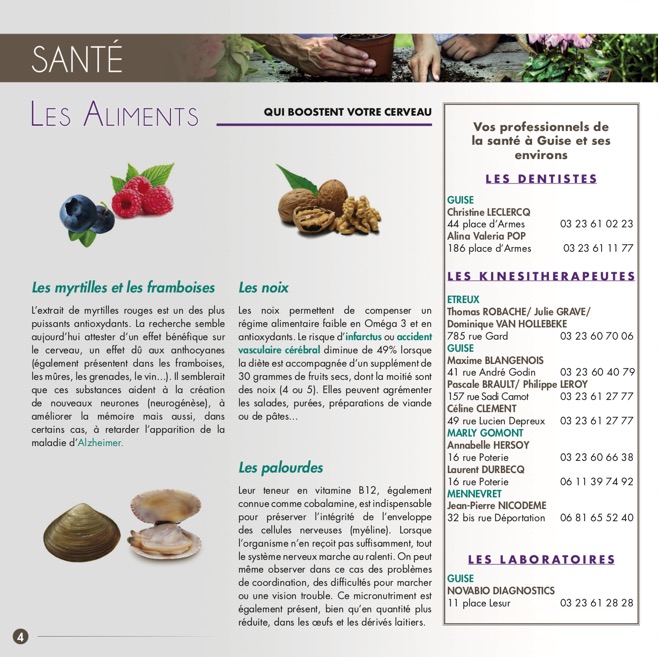 SANTÉ
LES ALIMENTS
QUI BOOSTENT VOTRE CERVEAU
Les myrtilles et les framboises
L'extrait de myrtilles rouges est un des plus
puissants antioxydants. La recherche semble
aujourd'hui attester d'un effet bénéfique sur
le cerveau, un effet dû aux anthocyanes
(également présentes dans les framboises,
les mûres, les grenades, le vin...). Il semblerait
que ces substances aident à la création
de nouveaux neurones (neurogénèse), à
améliorer la mémoire mais aussi, dans
certains cas, à retarder l'apparition de la
maladie d'Alzheimer.
Les noix
Les noix permettent de compenser un
régime alimentaire faible en Oméga 3 et en
antioxydants. Le risque d'infarctus ou accident
vasculaire cérébral diminue de 49% lorsque
la diète est accompagnée d'un supplément de
30 grammes de fruits secs, dont la moitié sont
des noix (4 ou 5). Elles peuvent agrémenter
les salades, purées, préparations de viande
ou de pâtes...
Les palourdes
Leur teneur en vitamine B12, également
connue comme cobalamine, est indispensable
pour préserver l'intégrité de l'enveloppe
des cellules nerveuses (myéline). Lorsque
l'organisme n'en reçoit pas suffisamment, tout
le système nerveux marche au ralenti. On peut
même observer dans ce cas des problèmes
de coordination, des difficultés pour marcher
ou une vision trouble. Ce micronutriment est
également présent, bien qu'en quantité plus
réduite, dans les œufs et les dérivés laitiers.
Vos professionnels de
la santé à Guise et ses
environs
LES DENTISTES
GUISE
Christine LECLERCQ
44 place d'Armes 03 23 61 02 23
Alina Valeria POP
186 place d'Armes 03 23 61 11 77
LES KINESITHERAPEUTES
ETREUX
Thomas ROBACHE/ Julie GRAVE/
Dominique VAN HOLLEBEKE
785 rue Gard 03 23 60 70 06
GUISE
Maxime BLANGENOIS
41 rue André Godin 03 23 60 40 79
Pascale BRAULT/ Philippe LEROY
157 rue Sadi Carnot 03 23 61 27 77
Céline CLEMENT
49 rue Lucien Depreux 03 23 61 27 77
MARLY GOMONT
Annabelle HERSOY
16 rue Poterie 03 23 60 66 38
Laurent DURBECQ
16 rue Poterie 06 11 39 74 92
MENNEVRET
Jean-Pierre NICODEME
32 bis rue Déportation 06 81 65 52 40
LES LABORATOIRES
GUISE
NOVABIO DIAGNOSTICS
11 place Lesur 03 23 61 28 28
4